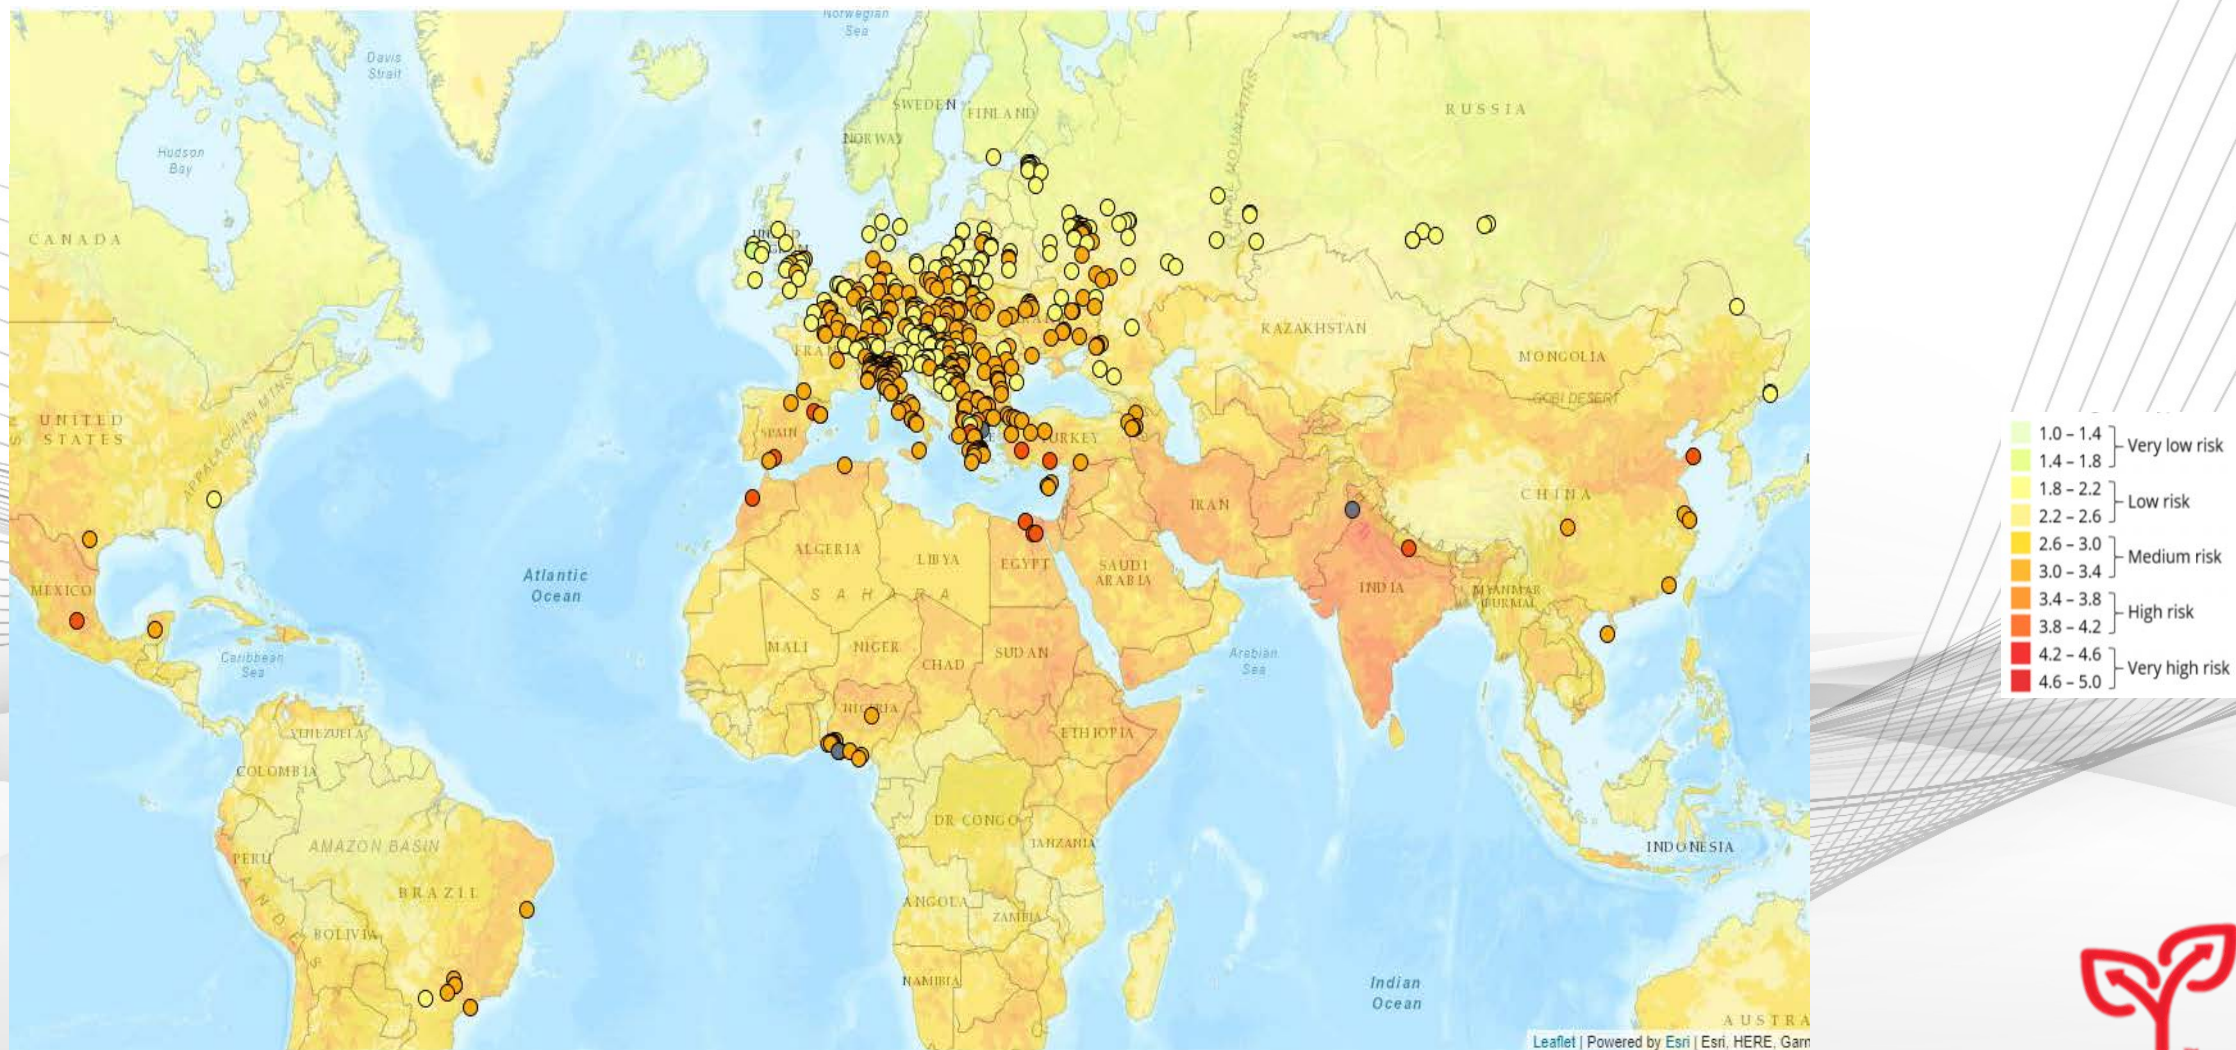 Norwegian
Sea
Davis
Strait
SWEDEN
FINLAND
NORWAY
RUSSIA
Hudson
Bay
CANADA
KAZAKHSTAN
MONGOLIA
GOBI DESERT
APPALACHIAN MTNS
UNITED
STATES
SPAIN
CHINA
IRAN
ALGERIA
LIBYA
EGYPT
SAUDI
ARABIA
HIMALAYA
Atlantic
Ocean
MEXICO
SAHARA
INDIA
MYANMAR
(BURMA)
MALI
NIGER
CHAD
SUDAN
Caribbean
Sea
Arabian
Sea
NIGERIA
VENEZUELA
ETHIOPIA
COLOMBIA
DR CONGO
AMAZON BASIN
PERU
TANZANIA
INDONESIA
BRAZIL
ANDES
ANGOLA
ZAMBIA
BOLIVIA
NAMIBIA
Indian
Ocean
AUSTRA
Leaflet | Powered by Esri | Esri, HERE, Garm
1.0 – 1.4
Very low risk
1.4 – 1.8
1.8 – 2.2
Low risk
2.2 – 2.6
2.6 – 3.0
Medium risk
3.0 – 3.4
3.4 – 3.8
High risk
3.8 – 4.2
4.2 – 4.6
Very high risk
4.6 – 5.0